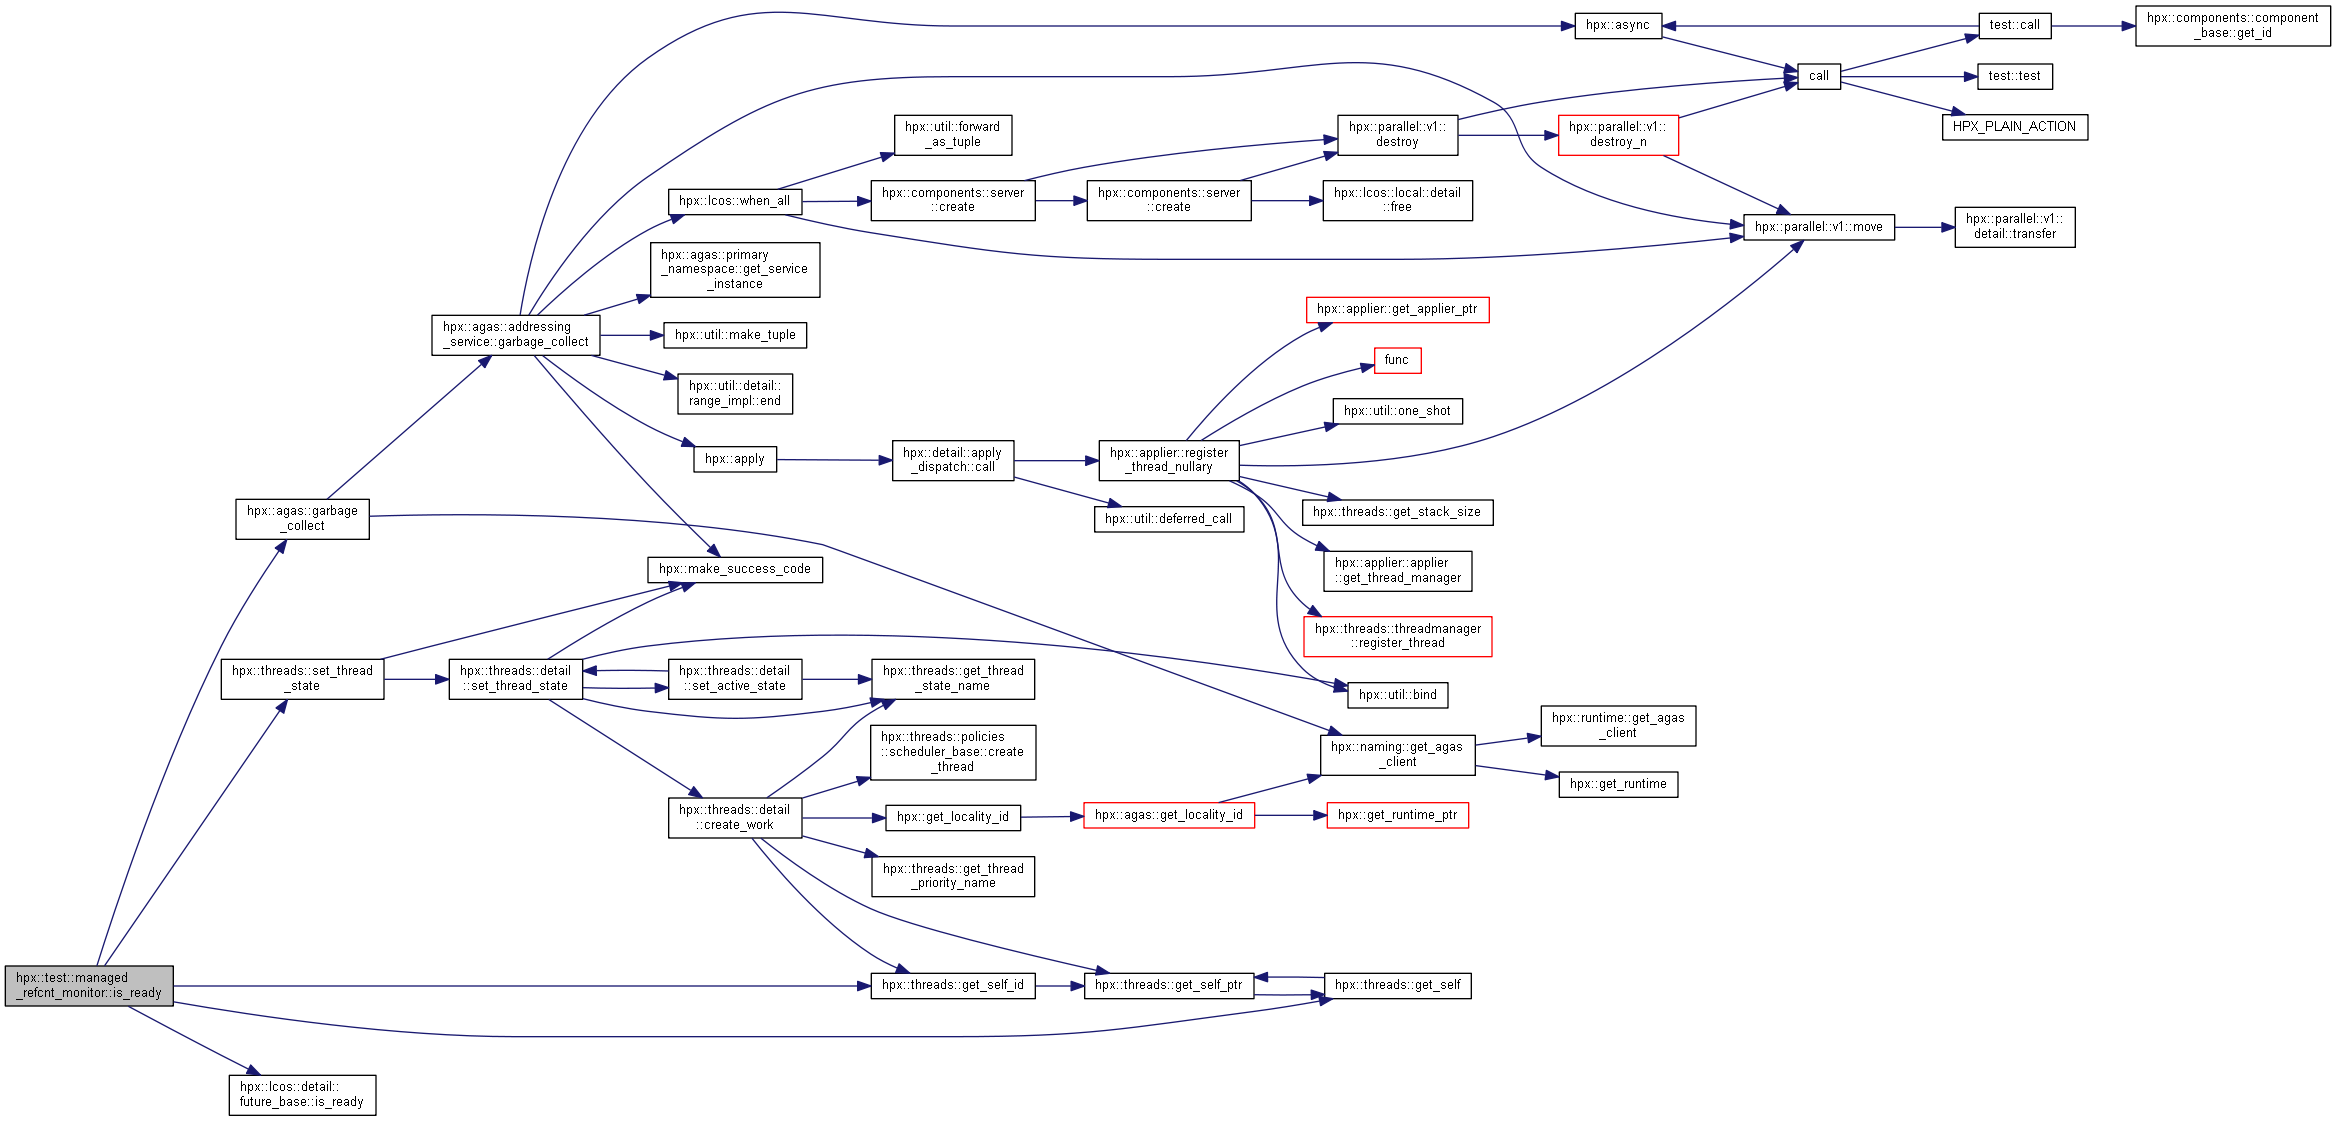 hpx::test::managed
_refcnt_monitor::is_ready
hpx::agas::garbage
_collect
hpx::threads::set_thread
_state
hpx::lcos::detail::
future_base::is_ready
hpx::agas::addressing
_service::garbage_collect
hpx::threads::detail
::set_thread_state
hpx::lcos::when_all
hpx::agas::primary
_namespace::get_service
_instance
hpx::util::make_tuple
hpx::util::detail::
range_impl::end
hpx::apply
hpx::make_success_code
hpx::threads::detail
::set_active_state
hpx::threads::detail
::create_work
hpx::util::forward
_as_tuple
hpx::components::server
::create
hpx::detail::apply
_dispatch::call
hpx::threads::get_thread
_state_name
hpx::threads::policies
::scheduler_base::create
_thread
hpx::get_locality_id
hpx::threads::get_thread
_priority_name
hpx::threads::get_self_id
hpx::components::server
::create
hpx::applier::register
_thread_nullary
hpx::util::deferred_call
hpx::agas::get_locality_id
hpx::threads::get_self_ptr
hpx::parallel::v1::
destroy
hpx::lcos::local::detail
::free
hpx::applier::get_applier_ptr
func
hpx::util::one_shot
hpx::threads::get_stack_size
hpx::applier::applier
::get_thread_manager
hpx::threads::threadmanager
::register_thread
hpx::util::bind
hpx::naming::get_agas
_client
hpx::get_runtime_ptr
hpx::threads::get_self
hpx::async
hpx::parallel::v1::
destroy_n
hpx::runtime::get_agas
_client
hpx::get_runtime
call
hpx::parallel::v1::move
test::call
test::test
HPX_PLAIN_ACTION
hpx::parallel::v1::
detail::transfer
hpx::components::component
_base::get_id